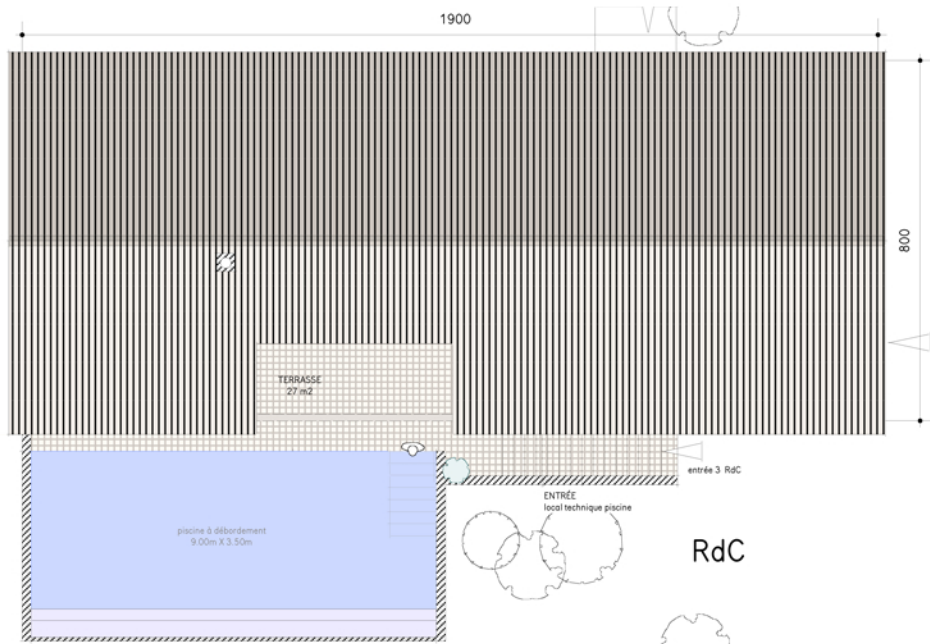 1900
800
TERRASSE
27 m2
entrée 3 RdC
ENTRÉE
local technique piscine
piscine à débordement
9.00m X 3.50m
RdC